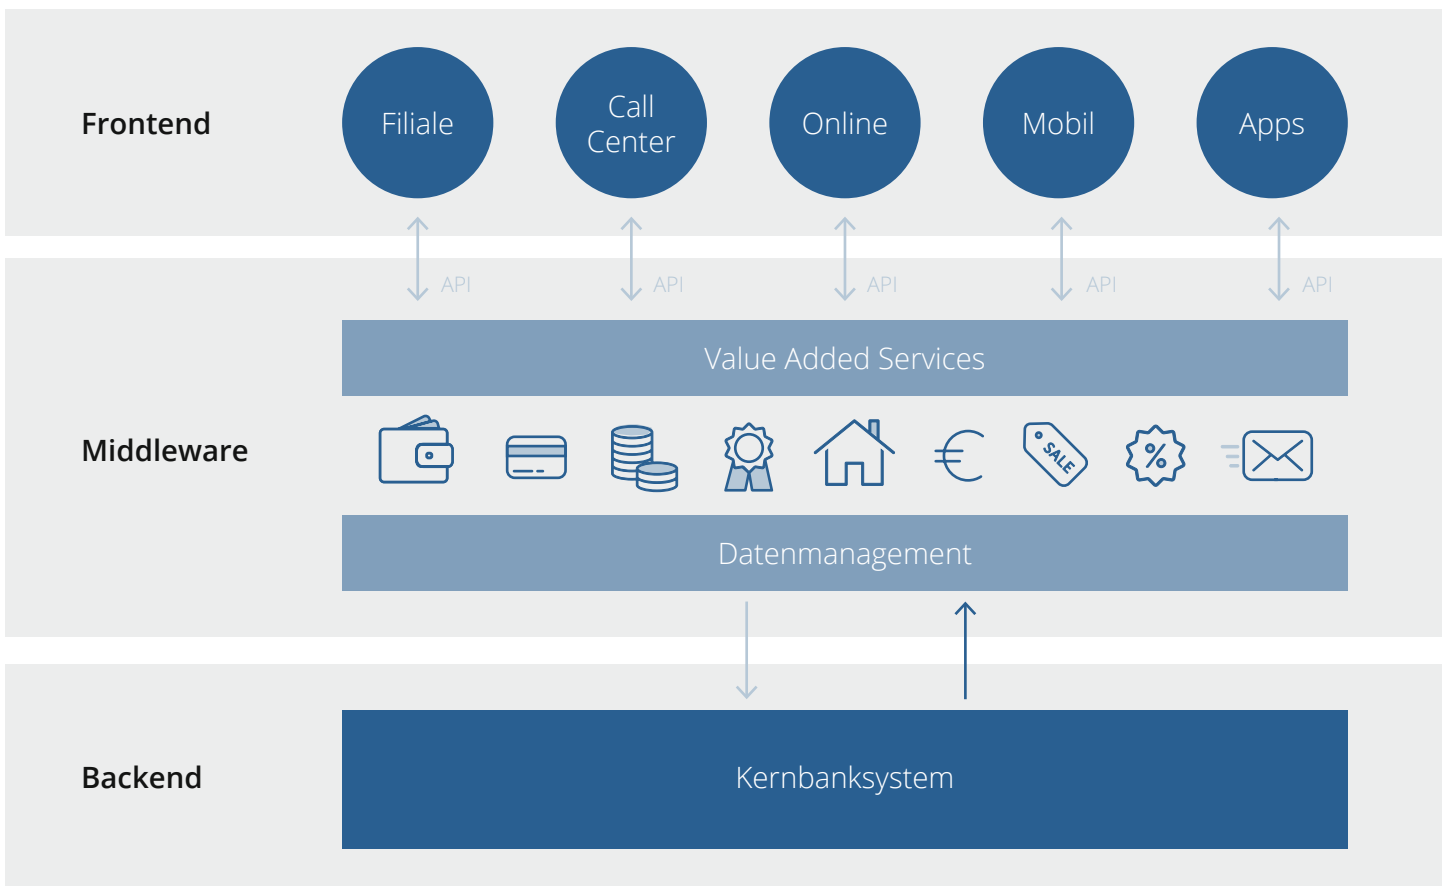 Frontend
Filiale
Call
Center
Online
Mobil
Apps
API
API
API
API
API
Value Added Services
Middleware
SALE
%
€
Datenmanagement
Backend
Kernbanksystem